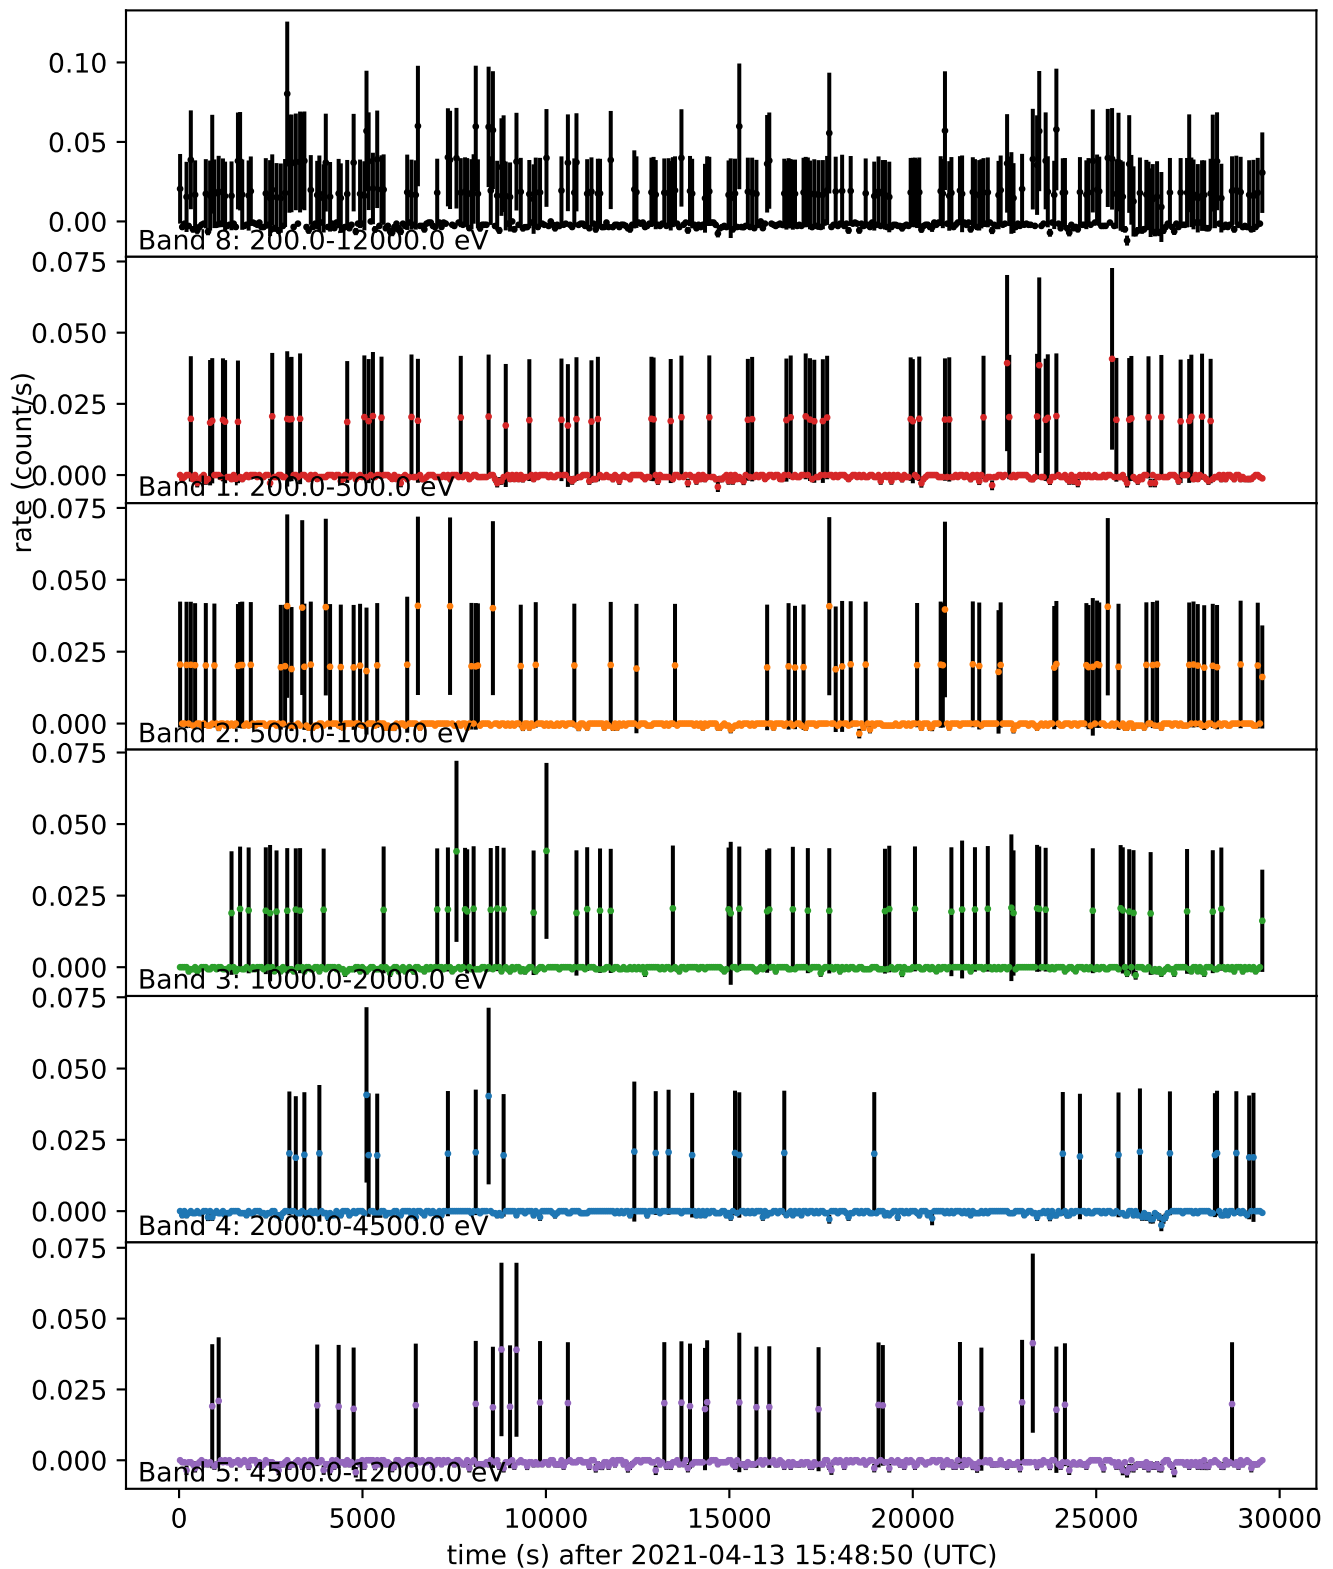 0.10
0.05
0.00
Band 8: 200.0-12000.0 eV
0.075
0.050
0.025
0.000
Band 1: 200.0-500.0 eV
rate (count/s)
0.075
0.050
0.025
0.000
Band 2: 500.0-1000.0 eV
0.075
0.050
0.025
0.000
Band 3: 1000.0-2000.0 eV
0.075
0.050
0.025
0.000
Band 4: 2000.0-4500.0 eV
0.075
0.050
0.025
0.000
Band 5: 4500.0-12000.0 eV
0 5000 10000 15000 20000 25000 30000
time (s) after 2021-04-13 15:48:50 (UTC)